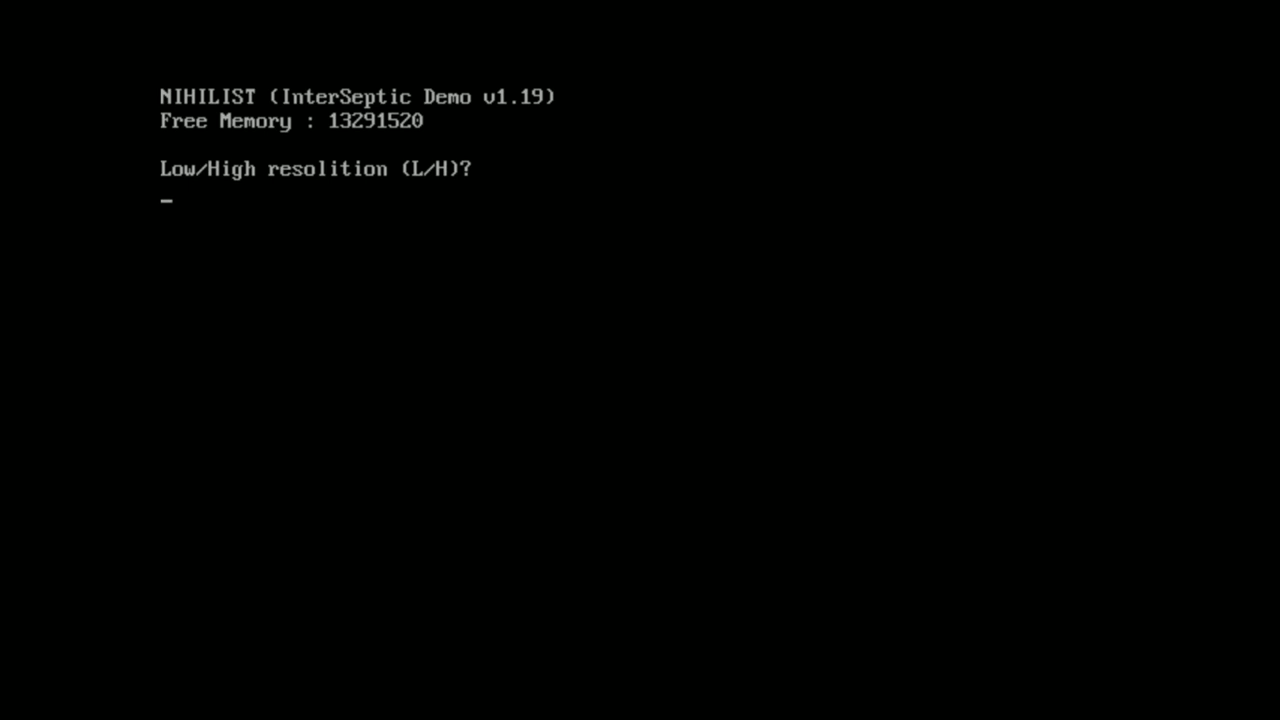 NIHILIST (InterSeptic Demo v1.19)
Free Memory : 13291520
Low/High resolition (L/H)?